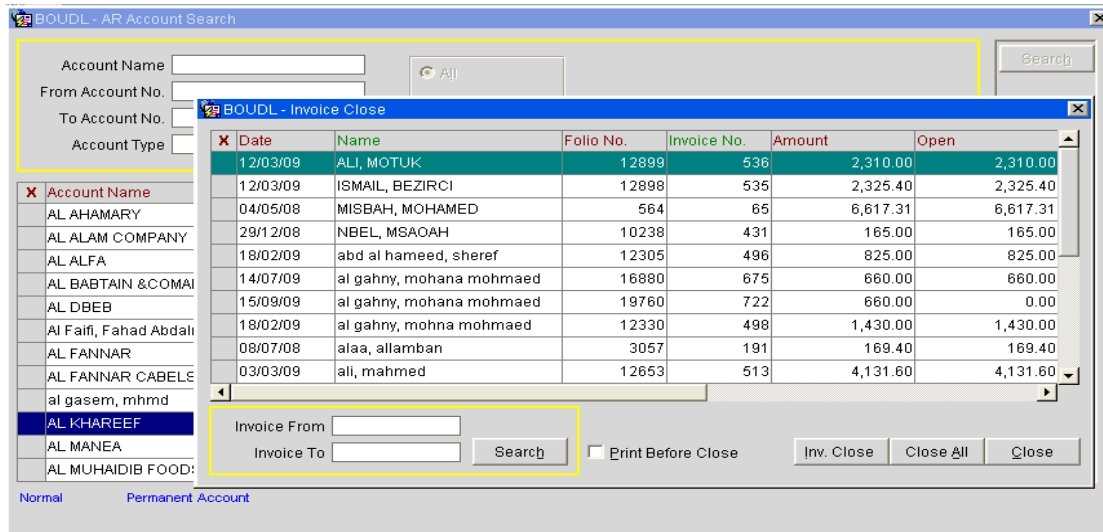 BOUDL - AR Account Search
Account Name
All
Search
From Account No.
To Account No.
Account Type
X Account Name
AL AHAMARY
AL ALAM COMPANY
AL ALFA
AL BABTAIN &COMAI
AL DBEB
Al Faifi, Fahad Abdalr
AL FANNAR
AL FANNAR CABELS
al gasem, mhmd
AL KHAREEF
AL MANEA
AL MUHAIDIB FOODS
Normal Permanent Account
BOUDL - Invoice Close
X Date Name Folio No. Invoice No. Amount Open
12/03/09 ALI, MOTUK 12899 536 2,310.00 2,310.00
12/03/09 ISMAIL, BEZIRCI 12898 535 2,325.40 2,325.40
04/05/08 MISBAH, MOHAMED 564 65 6,617.31 6,617.31
29/12/08 NBEL, MSAOAH 10238 431 165.00 165.00
18/02/09 abd al hameed, sheref 12305 496 825.00 825.00
14/07/09 al gahny, mohana mohmaed 16880 675 660.00 660.00
15/09/09 al gahny, mohana mohmaed 19760 722 660.00 0.00
18/02/09 al gahny, mohna mohmaed 12330 498 1,430.00 1,430.00
08/07/08 alaa, allamban 3057 191 169.40 169.40
03/03/09 ali, mahmed 12653 513 4,131.60 4,131.60
Invoice From
Invoice To Search Print Before Close Inv. Close Close All Close